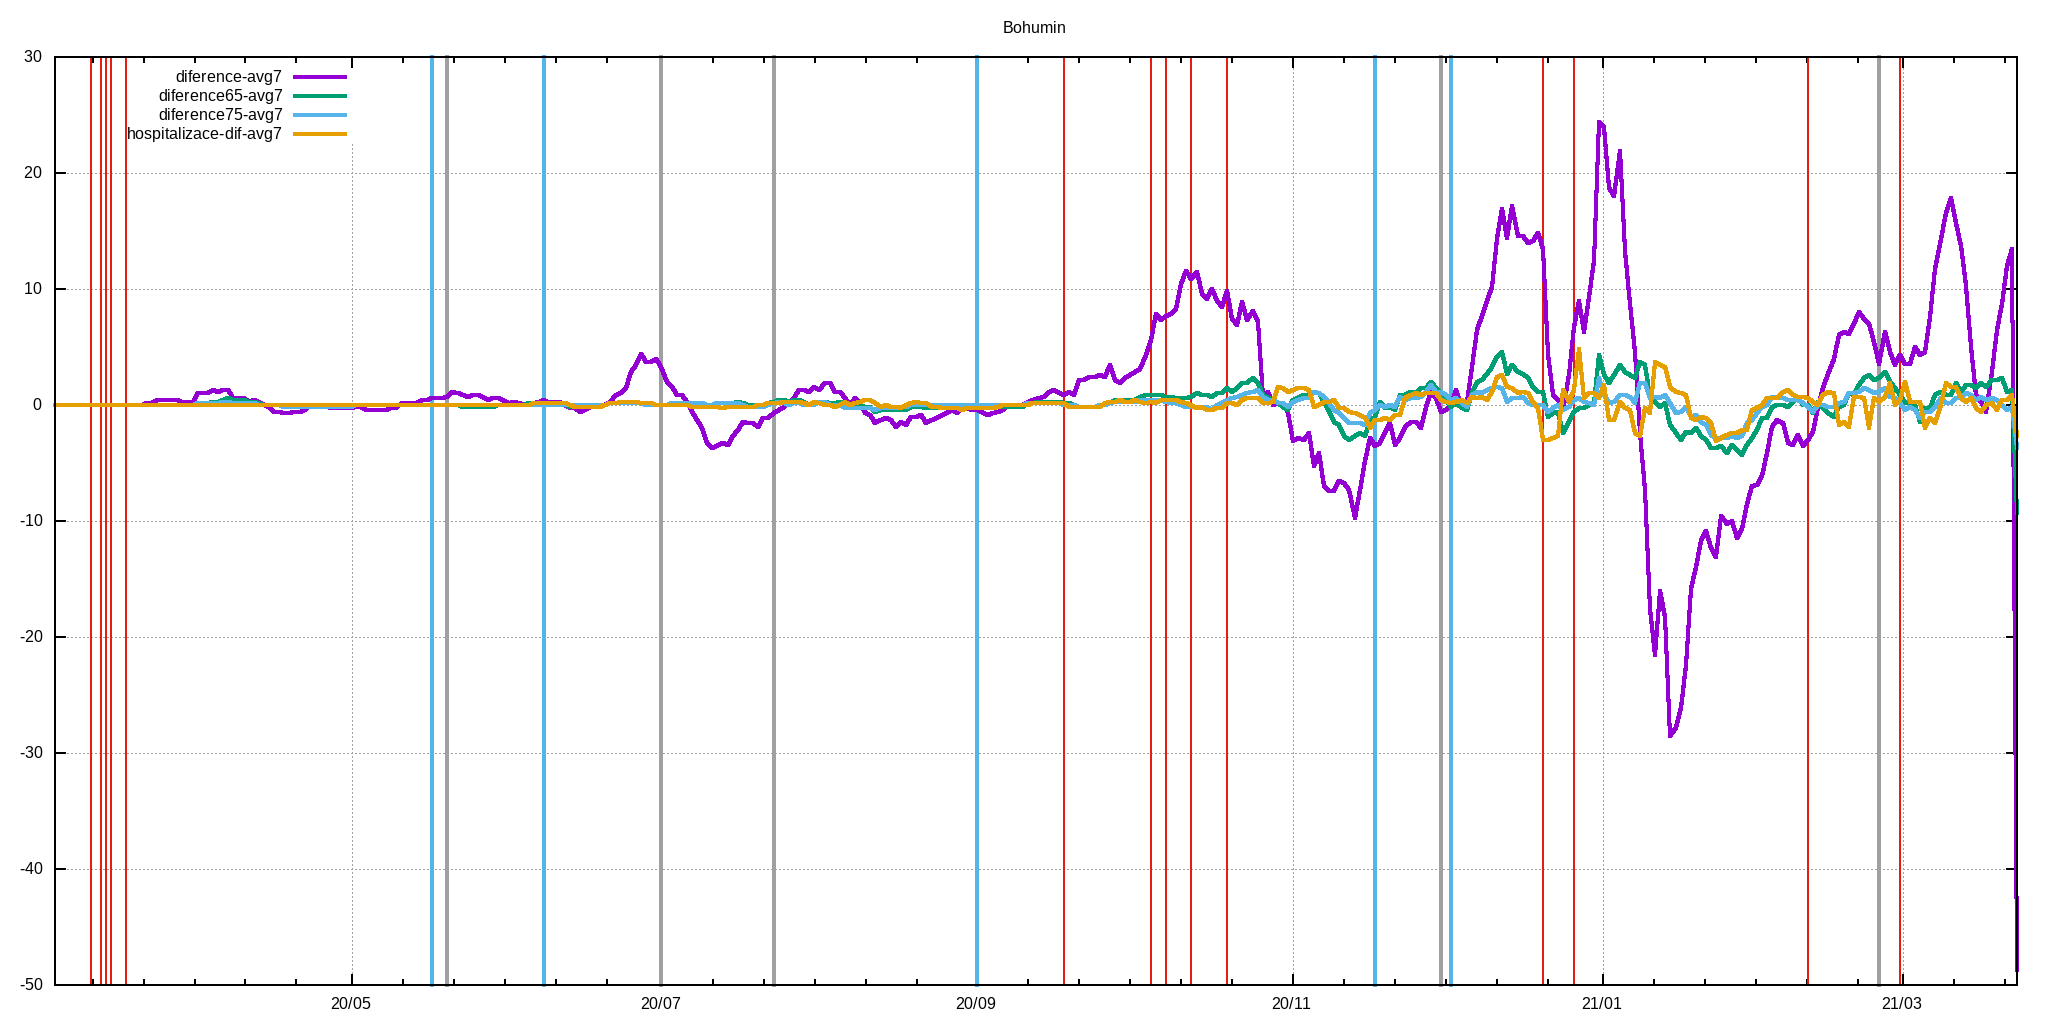 Bohumin
diference-avg7
diference65-avg7
diference75-avg7
hospitalizace-dif-avg7
30
20
10
0
-10
-20
-30
-40
-50
20/05 20/07 20/09 20/11 21/01 21/03